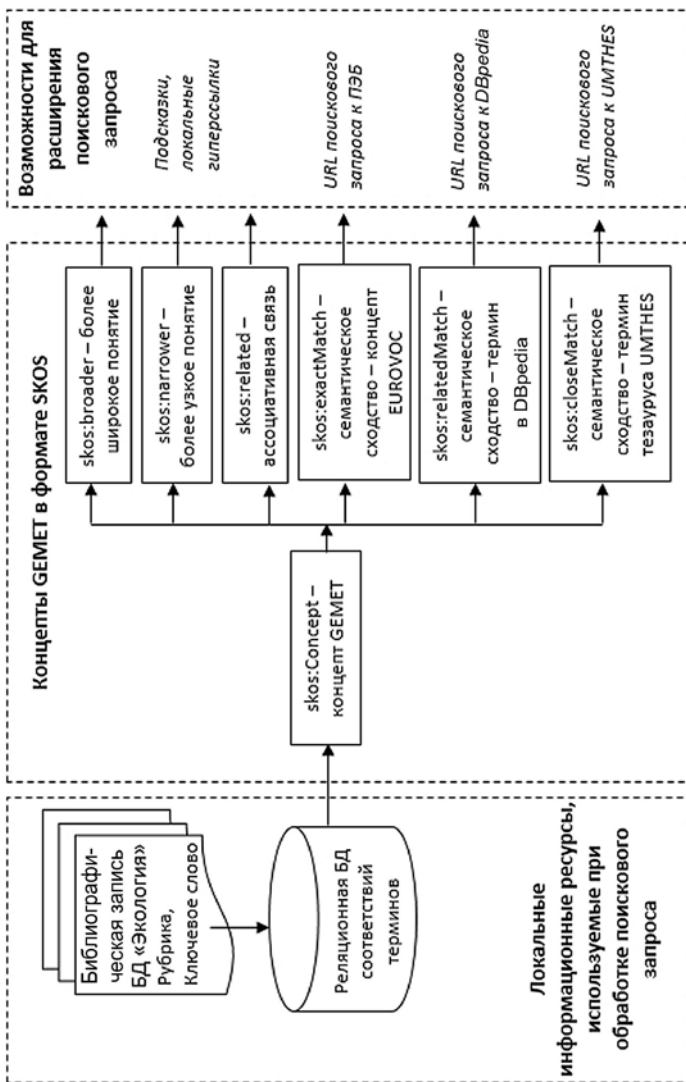 Библиографи-
ческая запись
БД «Экология»
Рубрика,
Ключевое слово
Реляционная БД
соответствий
терминов
Локальные
информационные ресурсы,
используемые при
обработке поискового
запроса
Концепты GEMET в формате SKOS
skos:Concept –
концепт GEMET
skos:broader – более
широкое понятие
skos:narrower –
более узкое понятие
skos:related –
ассоциативная связь
skos:exactMatch –
семантическое
сходство – концепт
EUROVOC
skos:relatedMatch –
семантическое
сходство – термин
в DBpedia
skos:closeMatch –
семантическое
сходство – термин
тезауруса UMTHES
Возможности для
расширения
поискового
запроса
Подсказки,
локальные
гиперссылки
URL поискового
запроса к ПЭБ
URL поискового
запроса к DBpedia
URL поискового
запроса к UMTHES